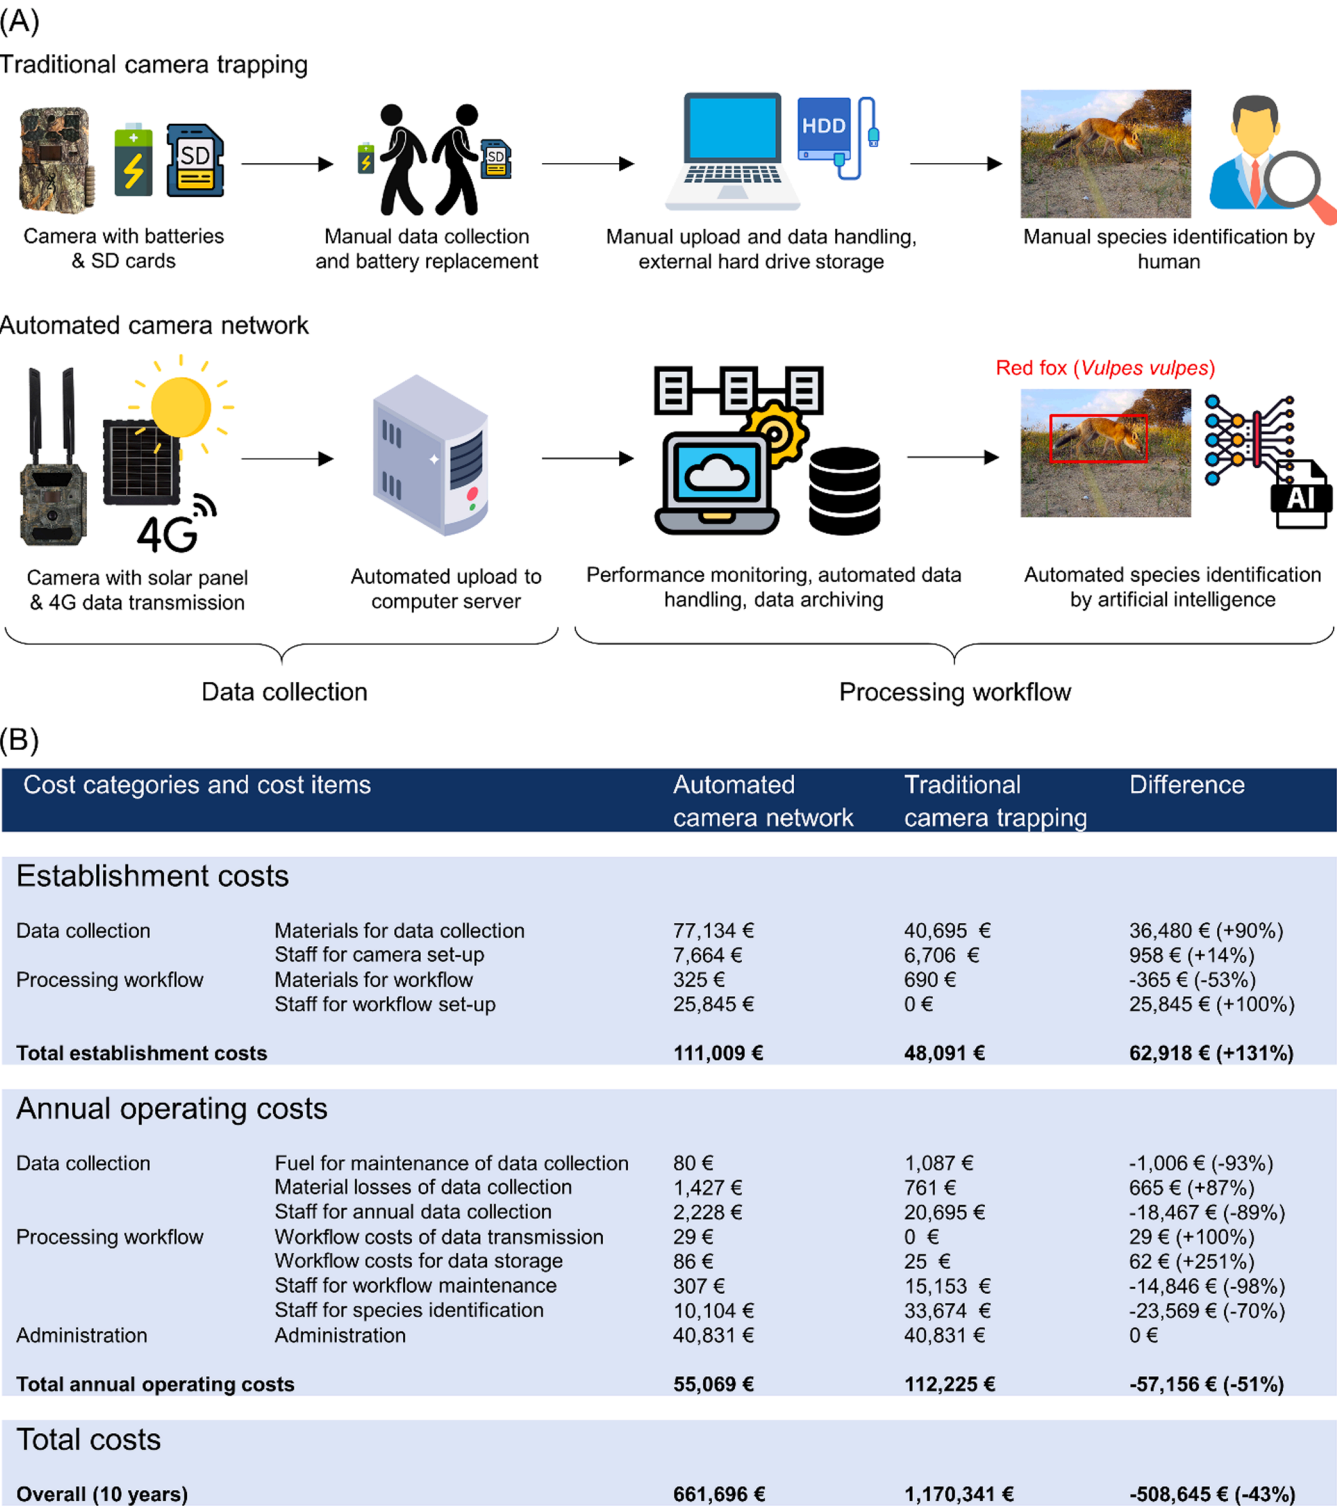 (A)
Traditional camera trapping
SD
SD
HDD
Camera with batteries
& SD cards
Manual data collection
and battery replacement
Manual upload and data handling,
external hard drive storage
Manual species identification by
human
Automated camera network
Red fox (Vulpes vulpes)
4G
AI
Camera with solar panel
& 4G data transmission
Automated upload to
computer server
Performance monitoring, automated data
handling, data archiving
Automated species identification
by artificial intelligence
Data collection
Processing workflow
(B)
Cost categories and cost items Automated camera network Traditional camera trapping Difference
Establishment costs
Data collection Materials for data collection 77,134 € 40,695 € 36,480 € (+90%)
Staff for camera set-up 7,664 € 6,706 € 958 € (+14%)
Processing workflow Materials for workflow 325 € 690 € -365 € (-53%)
Staff for workflow set-up 25,845 € 0 € 25,845 € (+100%)
Total establishment costs 111,009 € 48,091 € 62,918 € (+131%)
Annual operating costs
Data collection Fuel for maintenance of data collection 80 € 1,087 € -1,006 € (-93%)
Material losses of data collection 1,427 € 761 € 665 € (+87%)
Staff for annual data collection 2,228 € 20,695 € -18,467 € (-89%)
Processing workflow Workflow costs of data transmission 29 € 0 € 29 € (+100%)
Workflow costs for data storage 86 € 25 € 62 € (+251%)
Staff for workflow maintenance 307 € 15,153 € -14,846 € (-98%)
Staff for species identification 10,104 € 33,674 € -23,569 € (-70%)
Administration Administration 40,831 € 40,831 € 0 €
Total annual operating costs 55,069 € 112,225 € -57,156 € (-51%)
Total costs
Overall (10 years) 661,696 € 1,170,341 € -508,645 € (-43%)